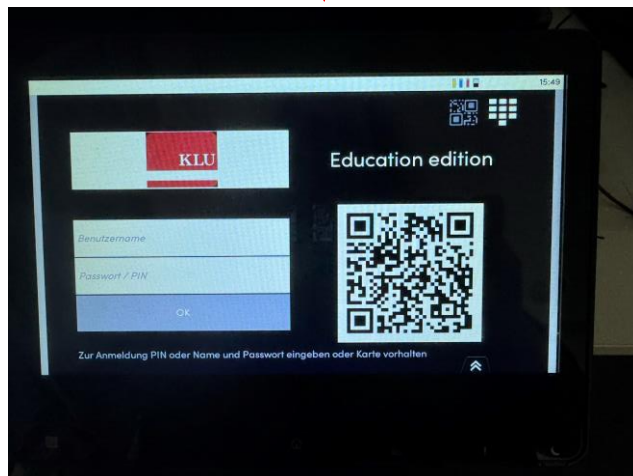 15:49
KLU
Education edition
Benutzername
Passwort / PIN
OK
Zur Anmeldung PIN oder Name und Passwort eingeben oder Karte vorhalten